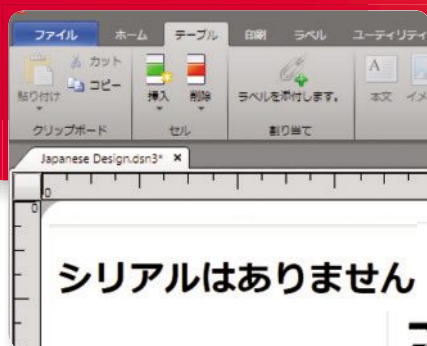 ファイル ホーム テーブル 印刷 ラベル ユーティリティ
カット
コピー
貼り付け 挿入 削除 ラベルを添付します。 本文 イメ
クリップボード セル 割り当て
Japanese Design.dsn3* ×
0
0
シリアルはありません